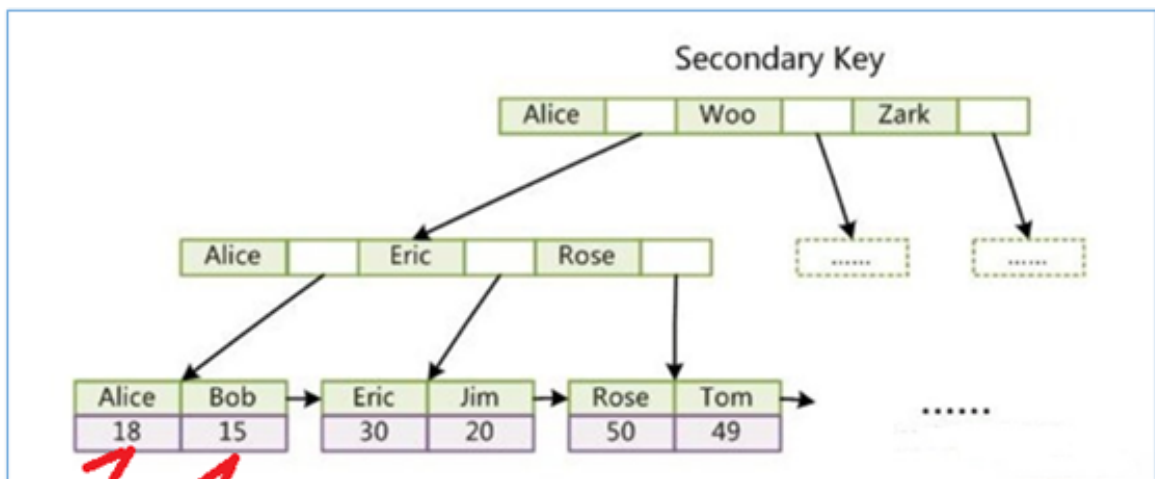 Secondary Key
Alice Woo Zark
Alice Eric Rose ...... ......
Alice Bob Eric Jim Rose Tom
18 15 30 20 50 49
......